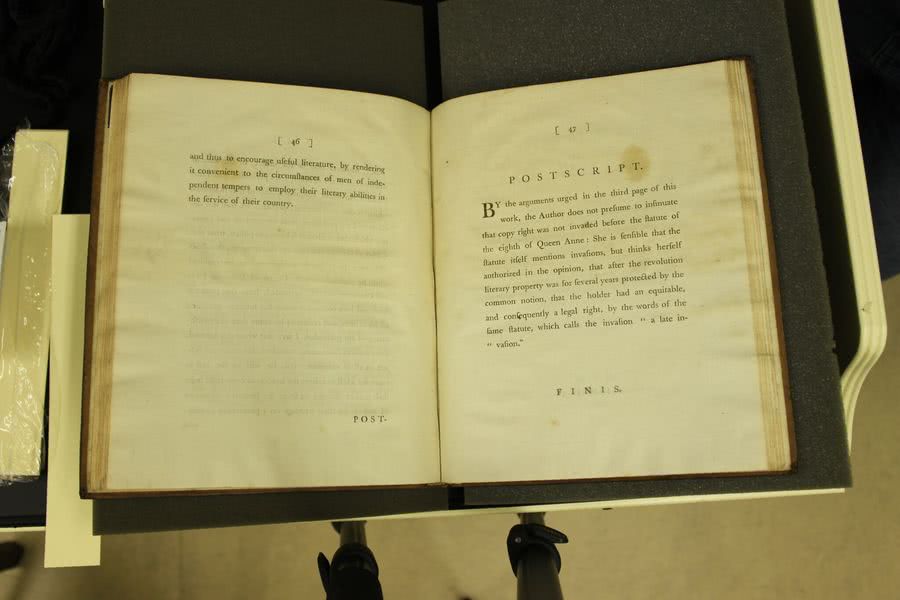 [ 46 ]
and thus to encourage uſeful literature, by rendering
it convenient to the circumſtances of men of inde-
pendent tempers to employ their literary abilities in
the ſervice of their country.
POST-
[ 47 ]
POSTSCRIPT.
BY the arguments urged in the third page of this
work, the Author does not preſume to inſinuate
that copy right was not invaded before the ſtatute of
the eighth of Queen Anne: She is ſenſible that the
ſtatute itſelf mentions invaſions, but thinks herſelf
authorized in the opinion, that after the revolution
literary property was for ſeveral years protected by the
common notion, that the holder had an equitable,
and conſequently a legal right, by the words of the
ſame ſtatute, which calls the invaſion “ a late in-
“ vaſion.”
FINIS.